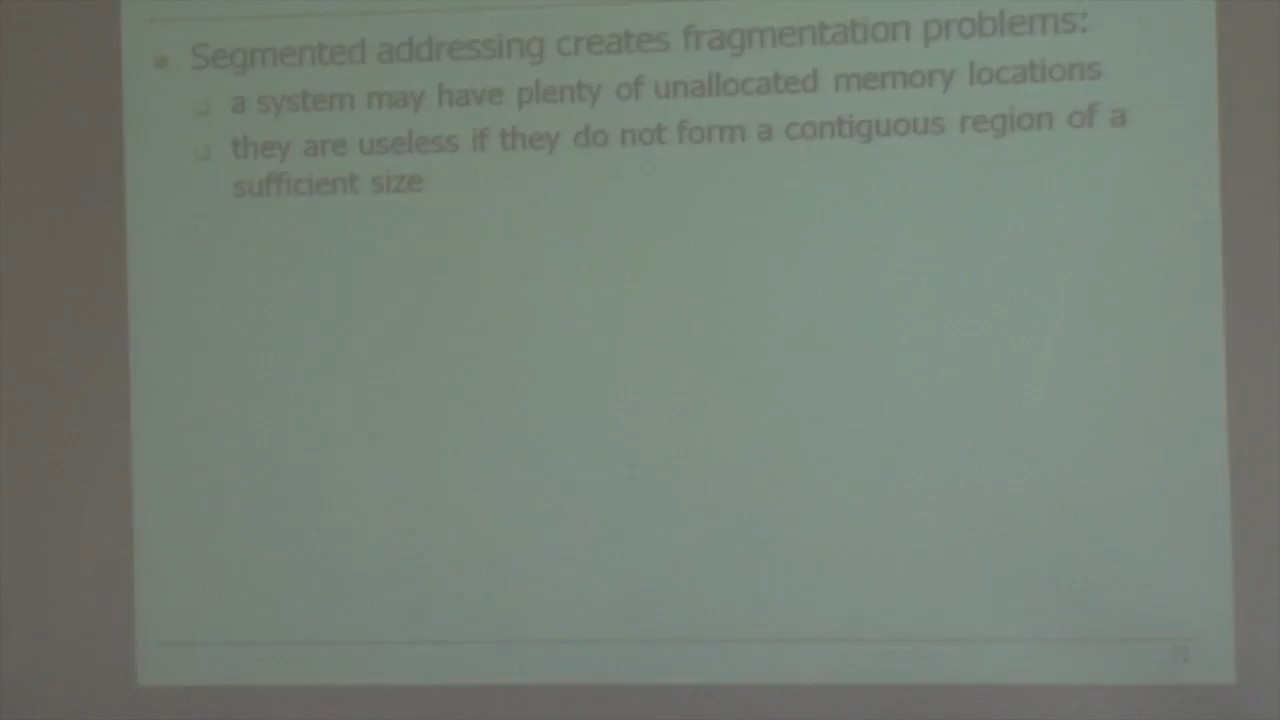 Segmented addressing creates fragmentation problems:
a system may have plenty of unallocated memory locations
they are useless if they do not form a contiguous region of a
sufficient size